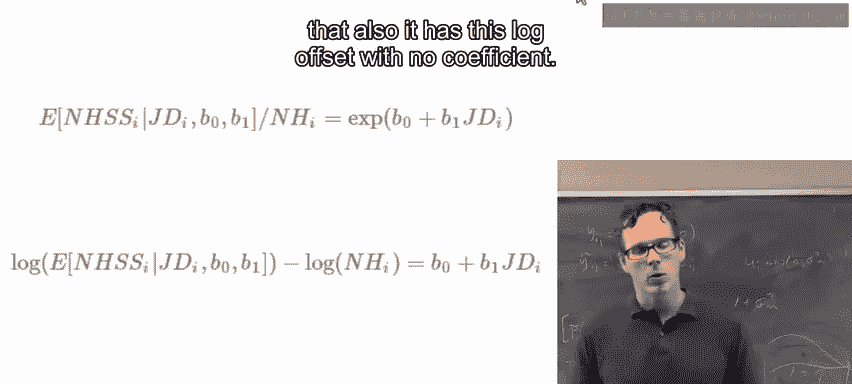 that also it has this log
offset with no coefficient.
E[NHSS_i|JD_i, b_0, b_1]/NH_i = exp(b_0 + b_1 JD_i)
log(E[NHSS_i|JD_i, b_0, b_1]) − log(NH_i) = b_0 + b_1 JD_i